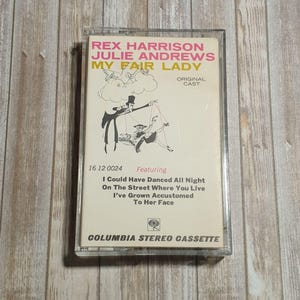 REX HARRISON
JULIE ANDREWS
MY FAIR LADY
ORIGINAL
CAST
16 12 0024
Featuring
I Could Have Danced All Night
On The Street Where You Live
I've Grown Accustomed
To Her Face
COLUMBIA STEREO CASSETTE